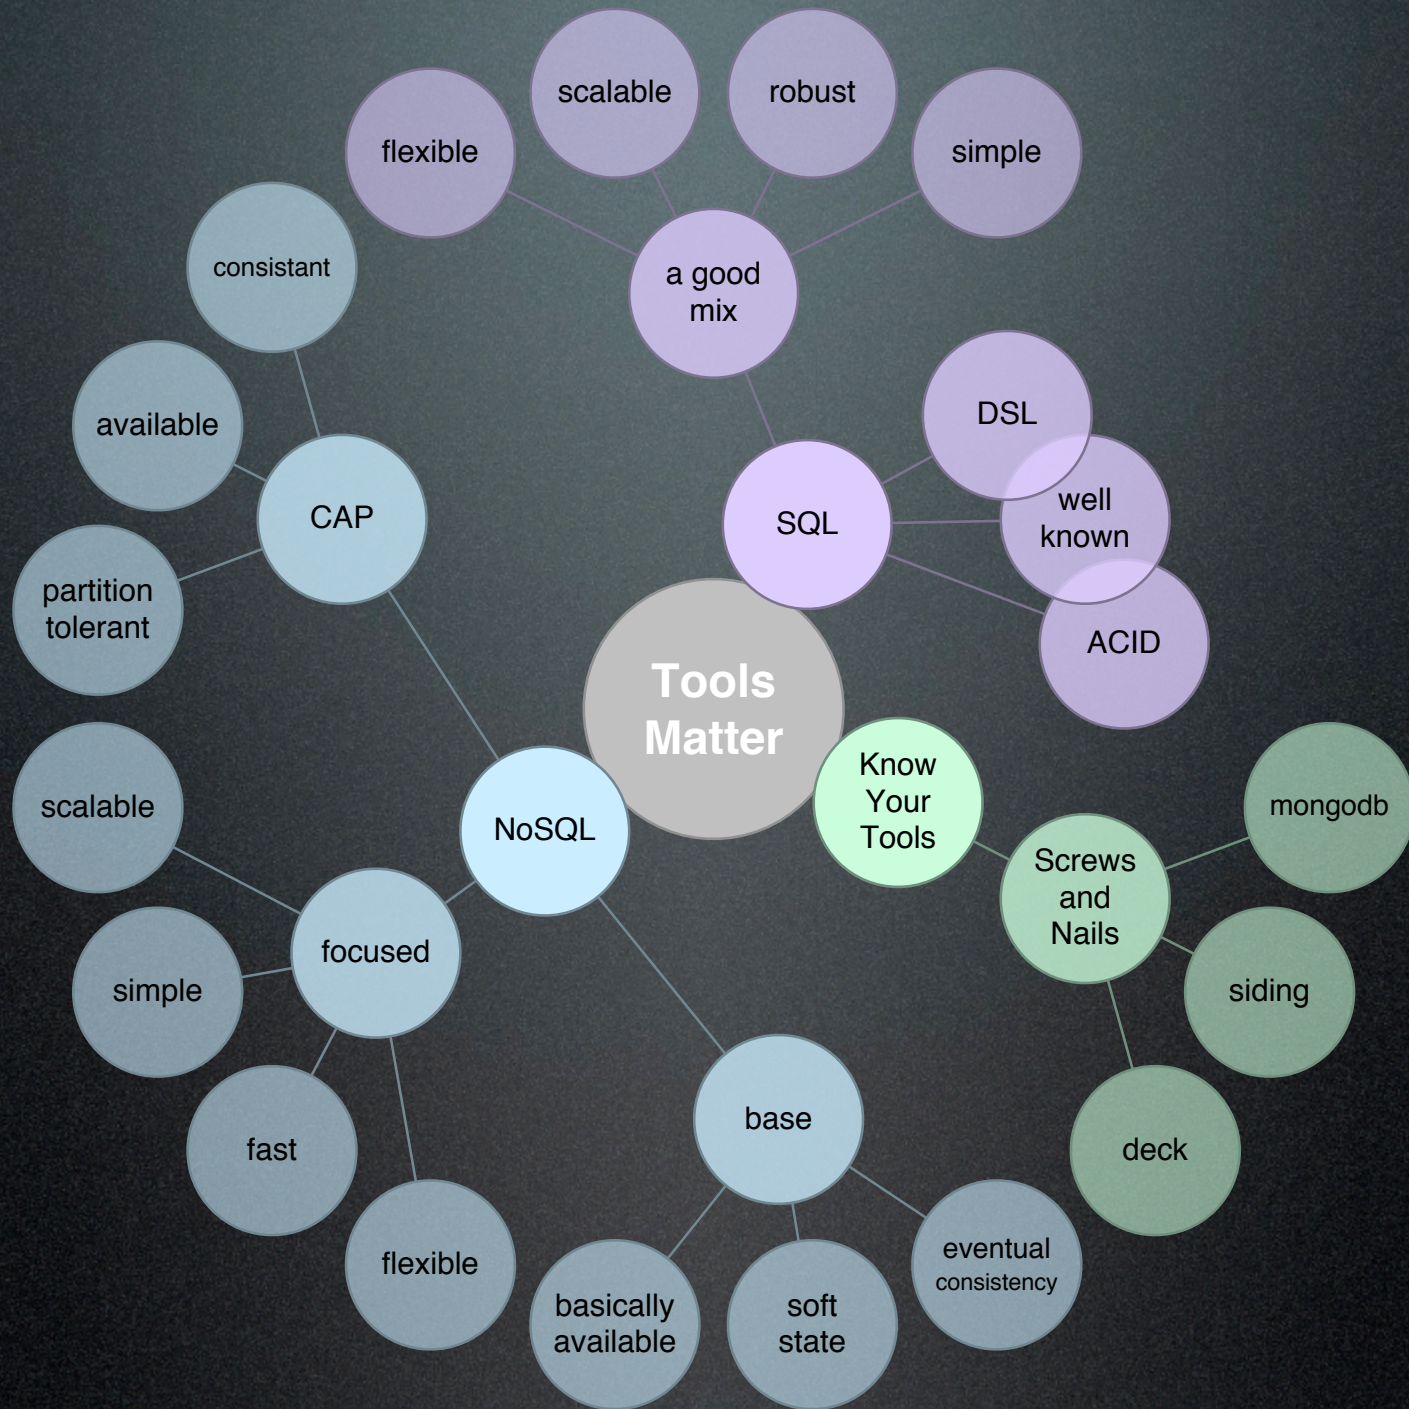 scalable
robust
flexible
simple
consistant
a good
mix
available
DSL
CAP
SQL
well
known
partition
tolerant
ACID
Tools
Matter
Know
Your
Tools
scalable
NoSQL
mongodb
Screws
and
Nails
focused
simple
siding
base
fast
deck
flexible
eventual
consistency
basically
available
soft
state